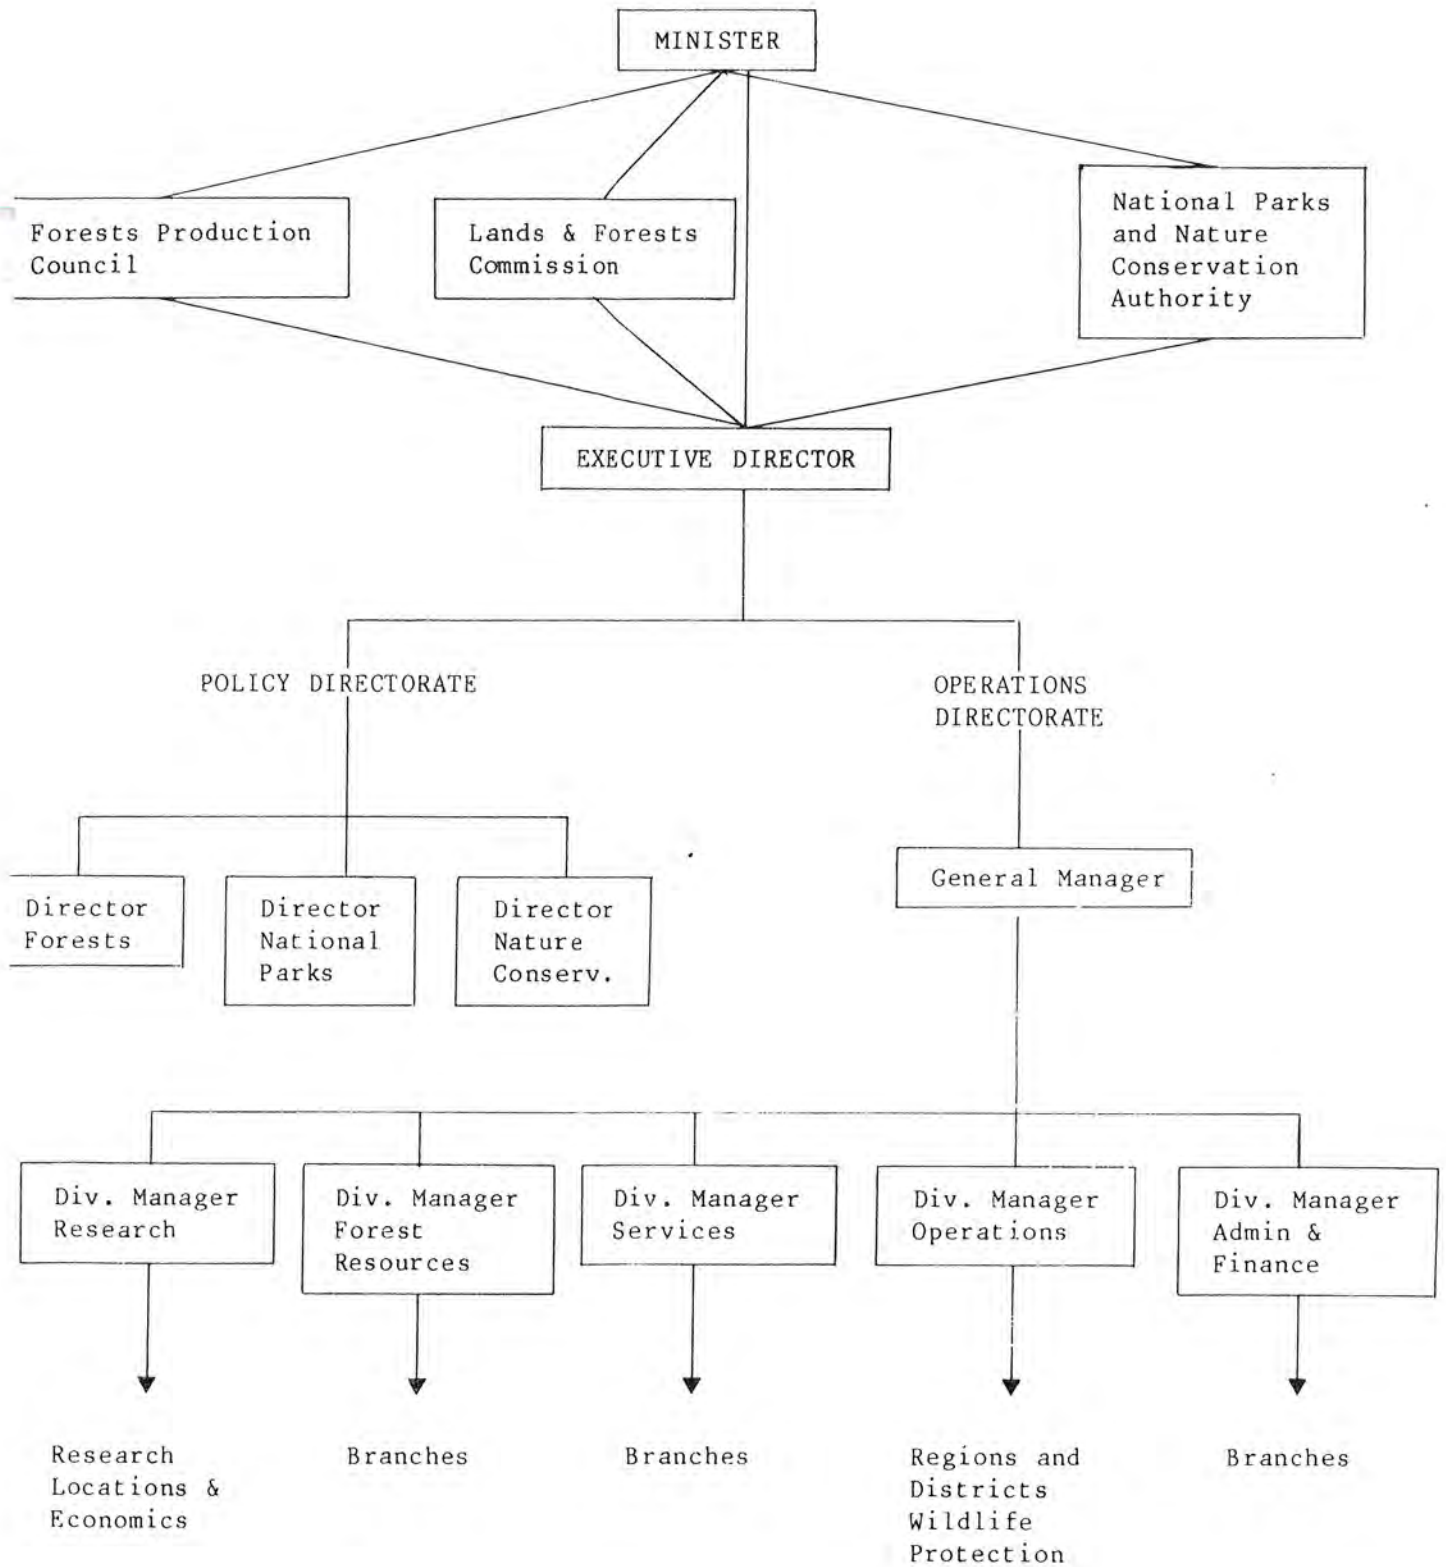 MINISTER
Forests Production
Council
Lands & Forests
Commission
National Parks
and Nature
Conservation
Authority
EXECUTIVE DIRECTOR
POLICY DIRECTORATE
OPERATIONS
DIRECTORATE
Director
Forests
Director
National
Parks
Director
Nature
Conserv.
General Manager
Div. Manager
Research
Div. Manager
Forest
Resources
Div. Manager
Services
Div. Manager
Operations
Div. Manager
Admin &
Finance
Research
Locations &
Economics
Branches
Branches
Regions and
Districts
Wildlife
Protection
Branches